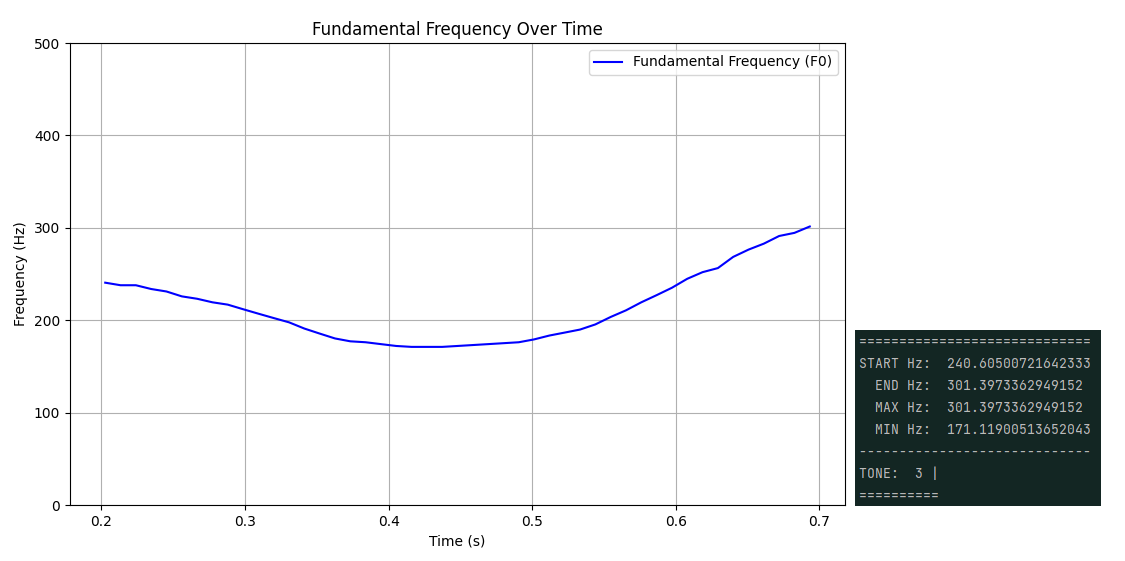 Fundamental Frequency Over Time
Fundamental Frequency (F0)
500
400
300
200
100
0
Frequency (Hz)
0.2 0.3 0.4 0.5 0.6 0.7
Time (s)
=============================
START Hz:  240.60500721642333
  END Hz:  301.3973362949152
  MAX Hz:  301.3973362949152
  MIN Hz:  171.11900513652043
-----------------------------
TONE:  3 |
==========